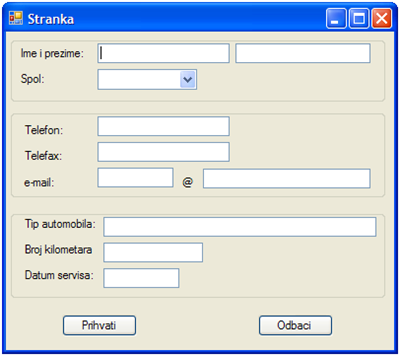 Stranka
Ime i prezime:
Spol:
Telefon:
Telefax:
e-mail: @
Tip automobila:
Broj kilometara
Datum servisa:
Prihvati Odbaci